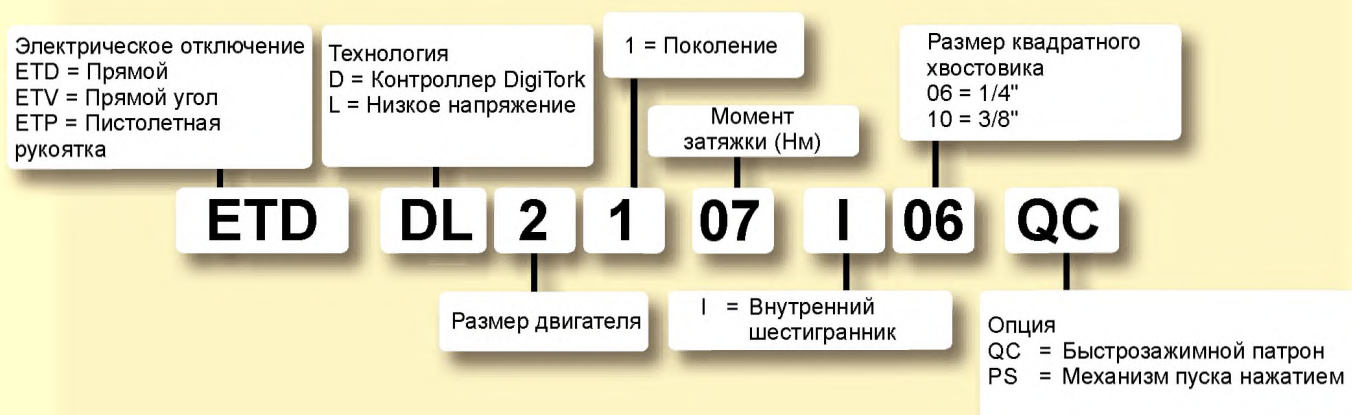 Электрическое отключение
ETD = Прямой
ETV = Прямой угол
ETP = Пистолетная
рукоятка
Технология
D = Контроллер DigiTork
L = Низкое напряжение
1 = Поколение
Момент
затяжки (Нм)
Размер квадратного
хвостовика
06 = 1/4"
10 = 3/8"
ETD DL 2 1 07 I 06 QC
Размер двигателя
I = Внутренний
шестигранник
Опция
QC = Быстрозажимной патрон
PS = Механизм пуска нажатием